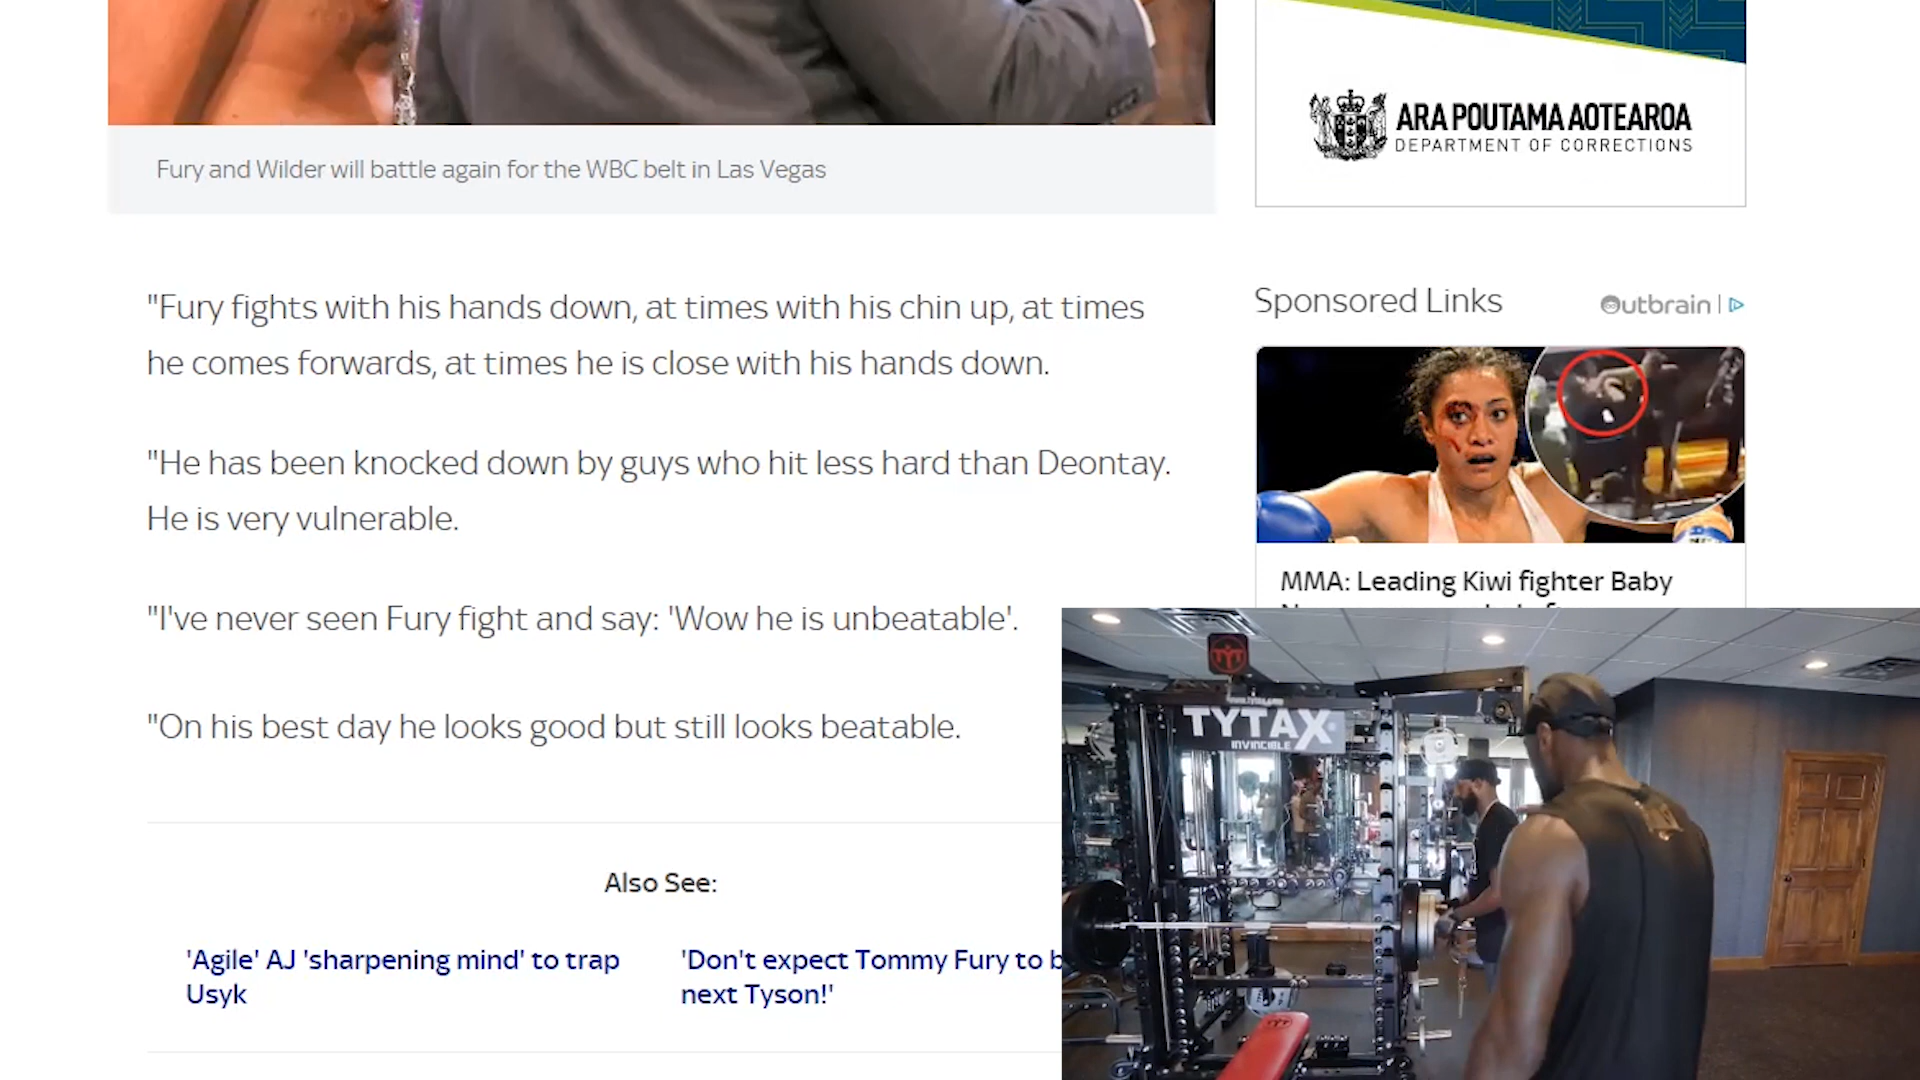 ARA POUTAMA AOTEAROA
DEPARTMENT OF CORRECTIONS
Fury and Wilder will battle again for the WBC belt in Las Vegas
"Fury fights with his hands down, at times with his chin up, at times
he comes forwards, at times he is close with his hands down.
"He has been knocked down by guys who hit less hard than Deontay.
He is very vulnerable.
"I've never seen Fury fight and say: 'Wow he is unbeatable'.
"On his best day he looks good but still looks beatable.
Also See:
'Agile' AJ 'sharpening mind' to trap
Usyk
'Don't expect Tommy Fury to b
next Tyson!'
Sponsored Links
Outbrain
MMA: Leading Kiwi fighter Baby
TYTAX
INVINCIBLE